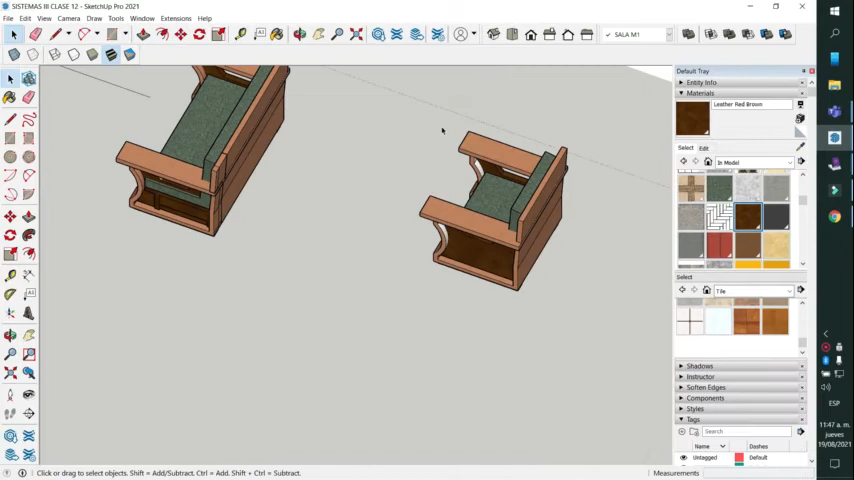 SISTEMAS III CLASE 12 - SketchUp Pro 2021
File Edit View Camera Draw Tools Window Extensions Help
SALA M1
Default Tray
Entity Info
Materials
Leather Red Brown
Select Edit
In Model
Select
Tile
Shadows
Instructor
Soften Edges
Components
Styles
Tags
Search
Name Dashes
Untagged Default
Click or drag to select objects. Shift = Add/Subtract. Ctrl = Add. Shift + Ctrl = Subtract.
Measurements
ESP
11:47 a. m.
jueves
19/08/2021